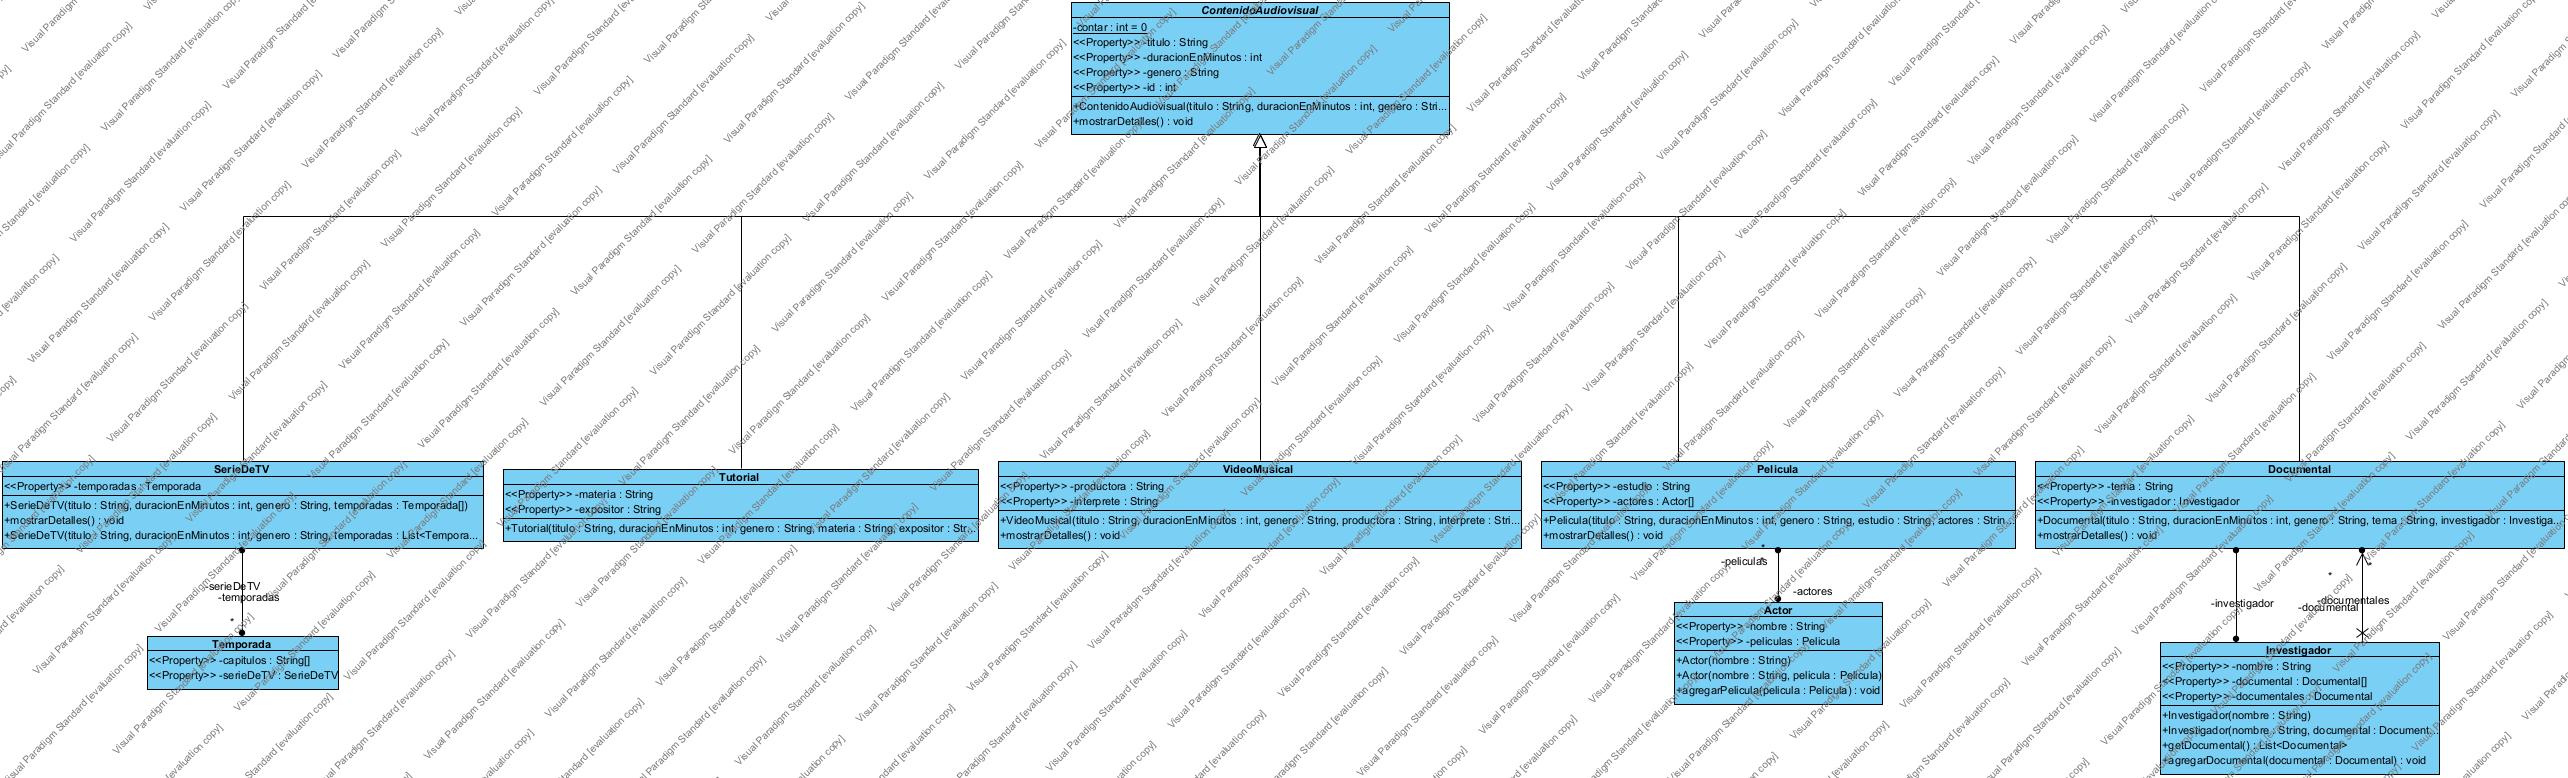 ContenidoAudiovisual
-contar : int = 0
<<Property>> -titulo : String
<<Property>> -duracionEnMinutos : int
<<Property>> -genero : String
<<Property>> -id : int
+ContenidoAudiovisual(titulo : String, duracionEnMinutos : int, genero : Stri...
+mostrarDetalles() : void
SerieDeTV
<<Property>> -temporadas : Temporada
+SerieDeTV(titulo : String, duracionEnMinutos : int, genero : String, temporadas : Temporada[])
+mostrarDetalles() : void
+SerieDeTV(titulo : String, duracionEnMinutos : int, genero : String, temporadas : List<Tempora...
Tutorial
<<Property>> -materia : String
<<Property>> -expositor : String
+Tutorial(titulo : String, duracionEnMinutos : int, genero : String, materia : String, expositor : Str...
VideoMusical
<<Property>> -productora : String
<<Property>> -interprete : String
+VideoMusical(titulo : String, duracionEnMinutos : int, genero : String, productora : String, interprete : Stri...
+mostrarDetalles() : void
Pelicula
<<Property>> -estudio : String
<<Property>> -actores : Actor[]
+Pelicula(titulo : String, duracionEnMinutos : int, genero : String, estudio : String, actores : Strin...
+mostrarDetalles() : void
Documental
<<Property>> -tema : String
<<Property>> -investigador : Investigador
+Documental(titulo : String, duracionEnMinutos : int, genero : String, tema : String, investigador : Investiga...
+mostrarDetalles() : void
-serieDeTV
-temporadas
*
Temporada
<<Property>> -capitulos : String[]
<<Property>> -serieDeTV : SerieDeTV
*
-peliculas
-actores
Actor
<<Property>> -nombre : String
<<Property>> -peliculas : Pelicula
+Actor(nombre : String)
+Actor(nombre : String, pelicula : Pelicula)
+agregarPelicula(pelicula : Pelicula) : void
-investigador
*
*
-documentales
-documental
Investigador
<<Property>> -nombre : String
<<Property>> -documental : Documental[]
<<Property>> -documentales : Documental
+Investigador(nombre : String)
+Investigador(nombre : String, documental : Document...
+getDocumental() : List<Documental>
+agregarDocumental(documental : Documental) : void
Visual Paradigm Standard [evaluation copy]